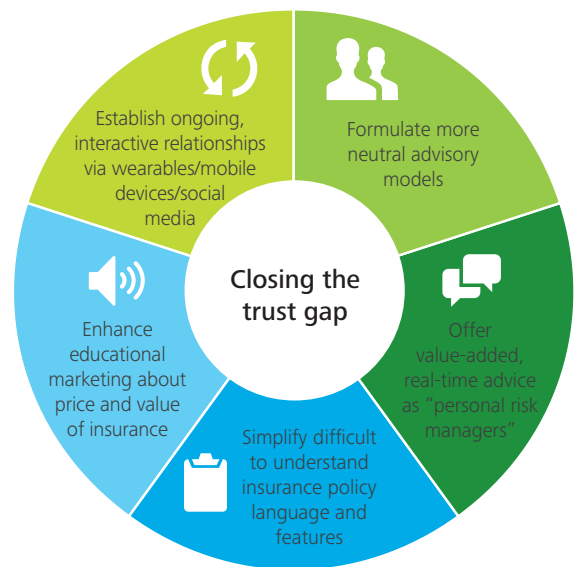 Establish ongoing,
interactive relationships
via wearables/mobile
devices/social
media
Formulate more
neutral advisory
models
Closing the
trust gap
Enhance
educational
marketing about
price and value
of insurance
Offer
value-added,
real-time advice
as “personal risk
managers”
Simplify difficult
to understand
insurance policy
language and
features